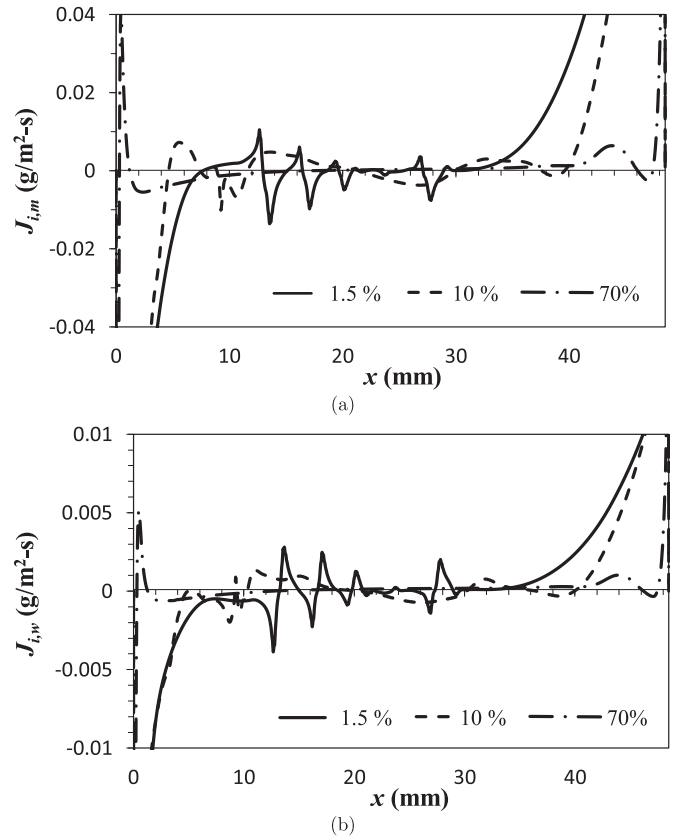 0.04
0.02
0
-0.02
-0.04
J_{i,m} (g/m²-s)
1.5 % 10 % 70%
0 10 20 30 40
x (mm)
(a)
0.01
0.005
0
-0.005
-0.01
J_{i,w} (g/m²-s)
1.5 % 10 % 70%
0 10 20 30 40
x (mm)
(b)